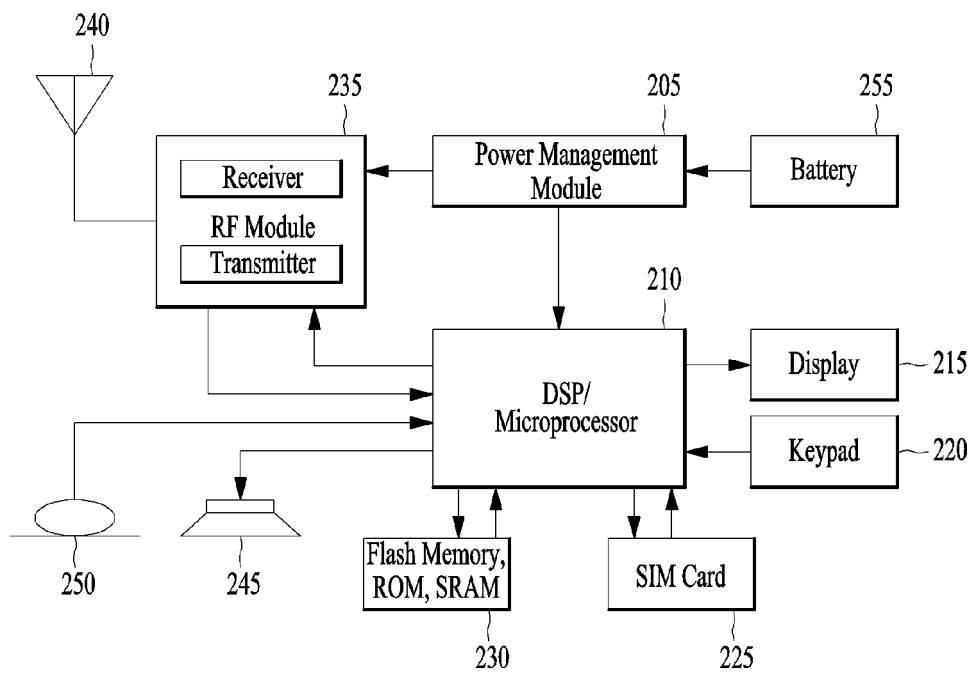 240
235
205
255
Receiver
RF Module
Transmitter
Power Management
Module
Battery
210
DSP/
Microprocessor
Display
215
Keypad
220
250
245
Flash Memory,
ROM, SRAM
230
SIM Card
225